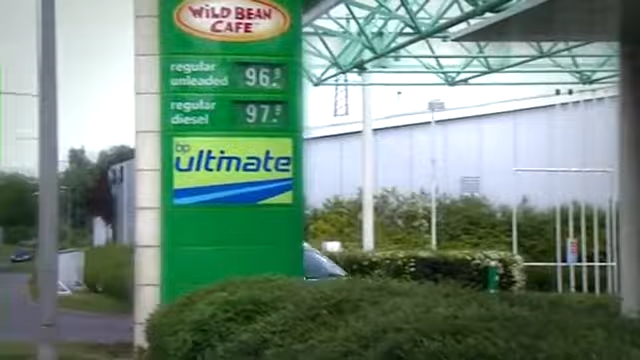 WILD BEAN
CAFE
regular
unleaded 96.9
regular
diesel 97.9
bp
ultimate